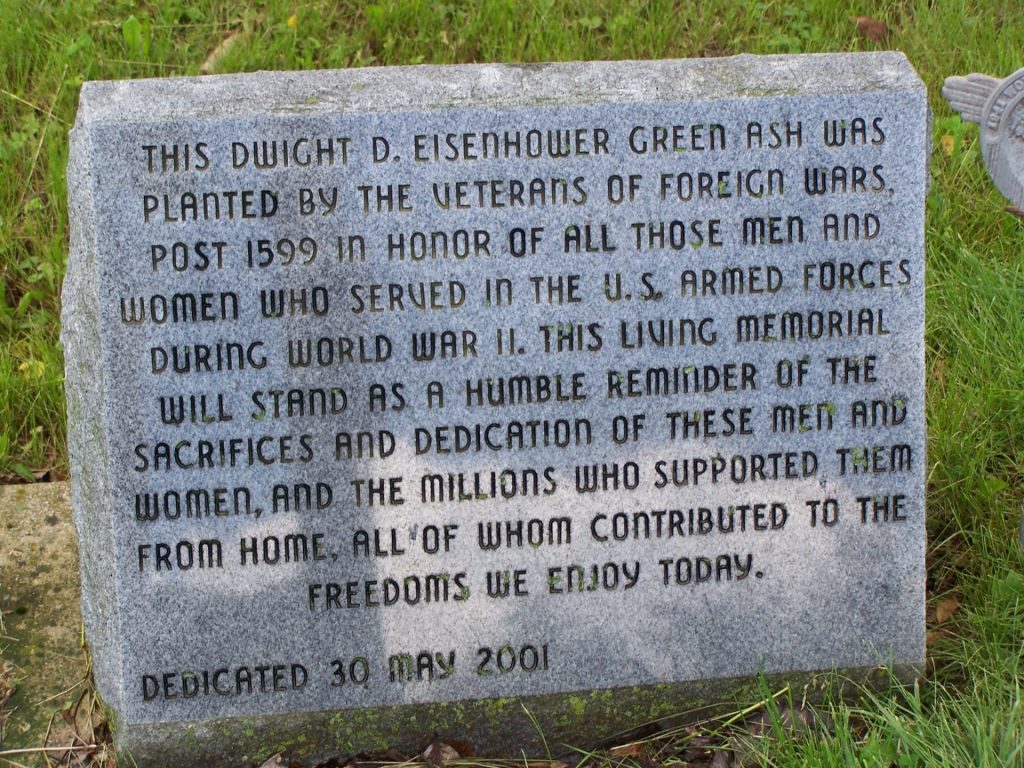 THIS DWIGHT D. EISENHOWER GREEN ASH WAS
PLANTED BY THE VETERANS OF FOREIGN WARS,
POST 1599 IN HONOR OF ALL THOSE MEN AND
WOMEN WHO SERVED IN THE U.S. ARMED FORCES
DURING WORLD WAR II. THIS LIVING MEMORIAL
WILL STAND AS A HUMBLE REMINDER OF THE
SACRIFICES AND DEDICATION OF THESE MEN AND
WOMEN, AND THE MILLIONS WHO SUPPORTED THEM
FROM HOME, ALL OF WHOM CONTRIBUTED TO THE
FREEDOMS WE ENJOY TODAY.
DEDICATED 30 MAY 2001